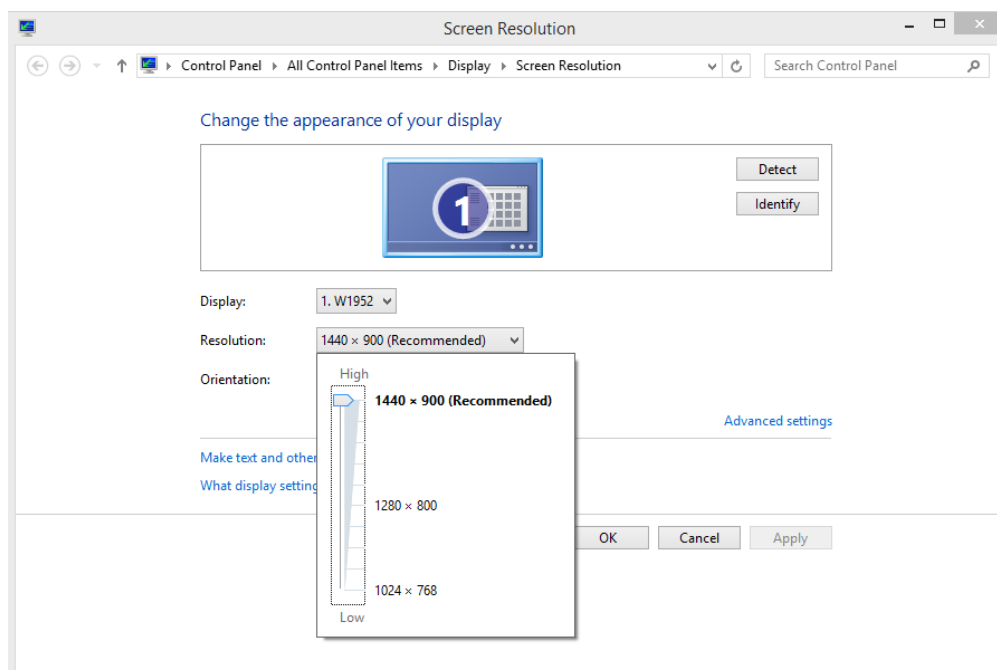 Screen Resolution
Control Panel All Control Panel Items Display Screen Resolution Search Control Panel
Change the appearance of your display
1
Detect
Identify
Display: 1. W1952
Resolution: 1440 × 900 (Recommended)
Orientation:
High
1440 × 900 (Recommended)
Advanced settings
Make text and other
What display setting
1280 × 800
OK Cancel Apply
1024 × 768
Low